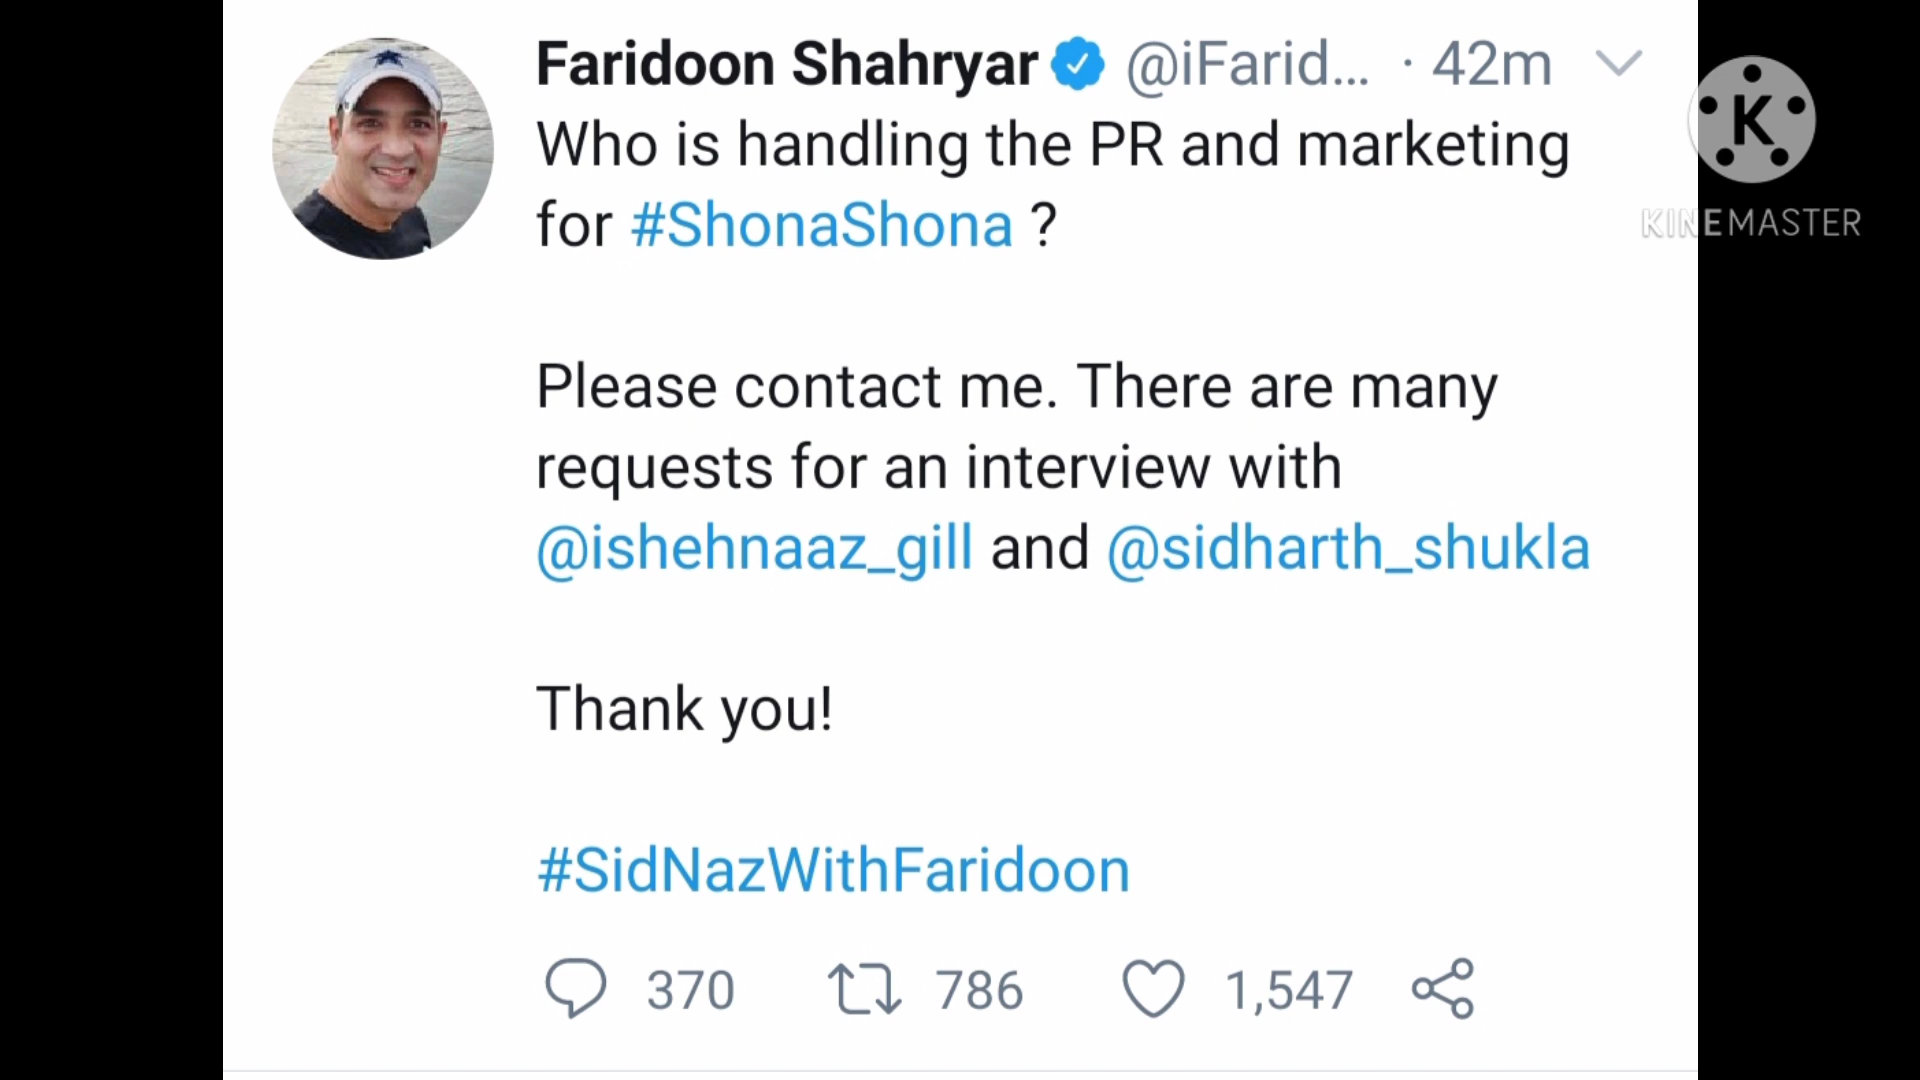 Faridoon Shahryar @iFarid... · 42m
Who is handling the PR and marketing
for #ShonaShona ?
Please contact me. There are many
requests for an interview with
@ishehnaaz_gill and @sidharth_shukla
Thank you!
#SidNazWithFaridoon
370 786 1,547
K
KINEMASTER